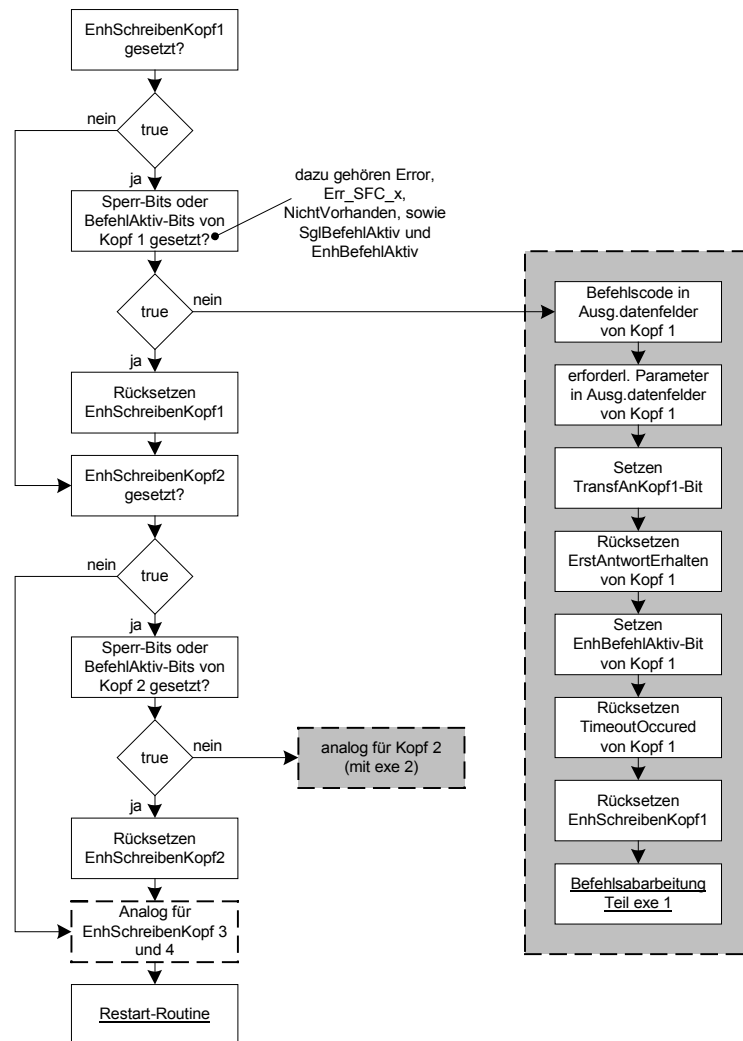 EnhSchreibenKopf1
gesetzt?
nein
true
ja
Sperr-Bits oder
BefehlAktiv-Bits von
Kopf 1 gesetzt?
dazu gehören Error,
Err_SFC_x,
NichtVorhanden, sowie
SglBefehlAktiv und
EnhBefehlAktiv
true
nein
ja
Rücksetzen
EnhSchreibenKopf1
EnhSchreibenKopf2
gesetzt?
nein
true
ja
Sperr-Bits oder
BefehlAktiv-Bits von
Kopf 2 gesetzt?
true
nein
analog für Kopf 2
(mit exe 2)
ja
Rücksetzen
EnhSchreibenKopf2
Analog für
EnhSchreibenKopf 3
und 4
Restart-Routine
Befehlscode in
Ausg.datenfelder
von Kopf 1
erforderl. Parameter
in Ausg.datenfelder
von Kopf 1
Setzen
TransfAnKopf1-Bit
Rücksetzen
ErstAntwortErhalten
von Kopf 1
Setzen
EnhBefehlAktiv-Bit
von Kopf 1
Rücksetzen
TimeoutOccured
von Kopf 1
Rücksetzen
EnhSchreibenKopf1
Befehlsabarbeitung
Teil exe 1